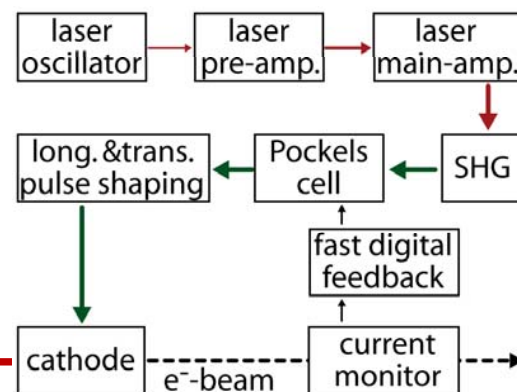 laser
oscillator
laser
pre-amp.
laser
main-amp.
long. &trans.
pulse shaping
Pockels
cell
SHG
fast digital
feedback
cathode
e⁻-beam
current
monitor